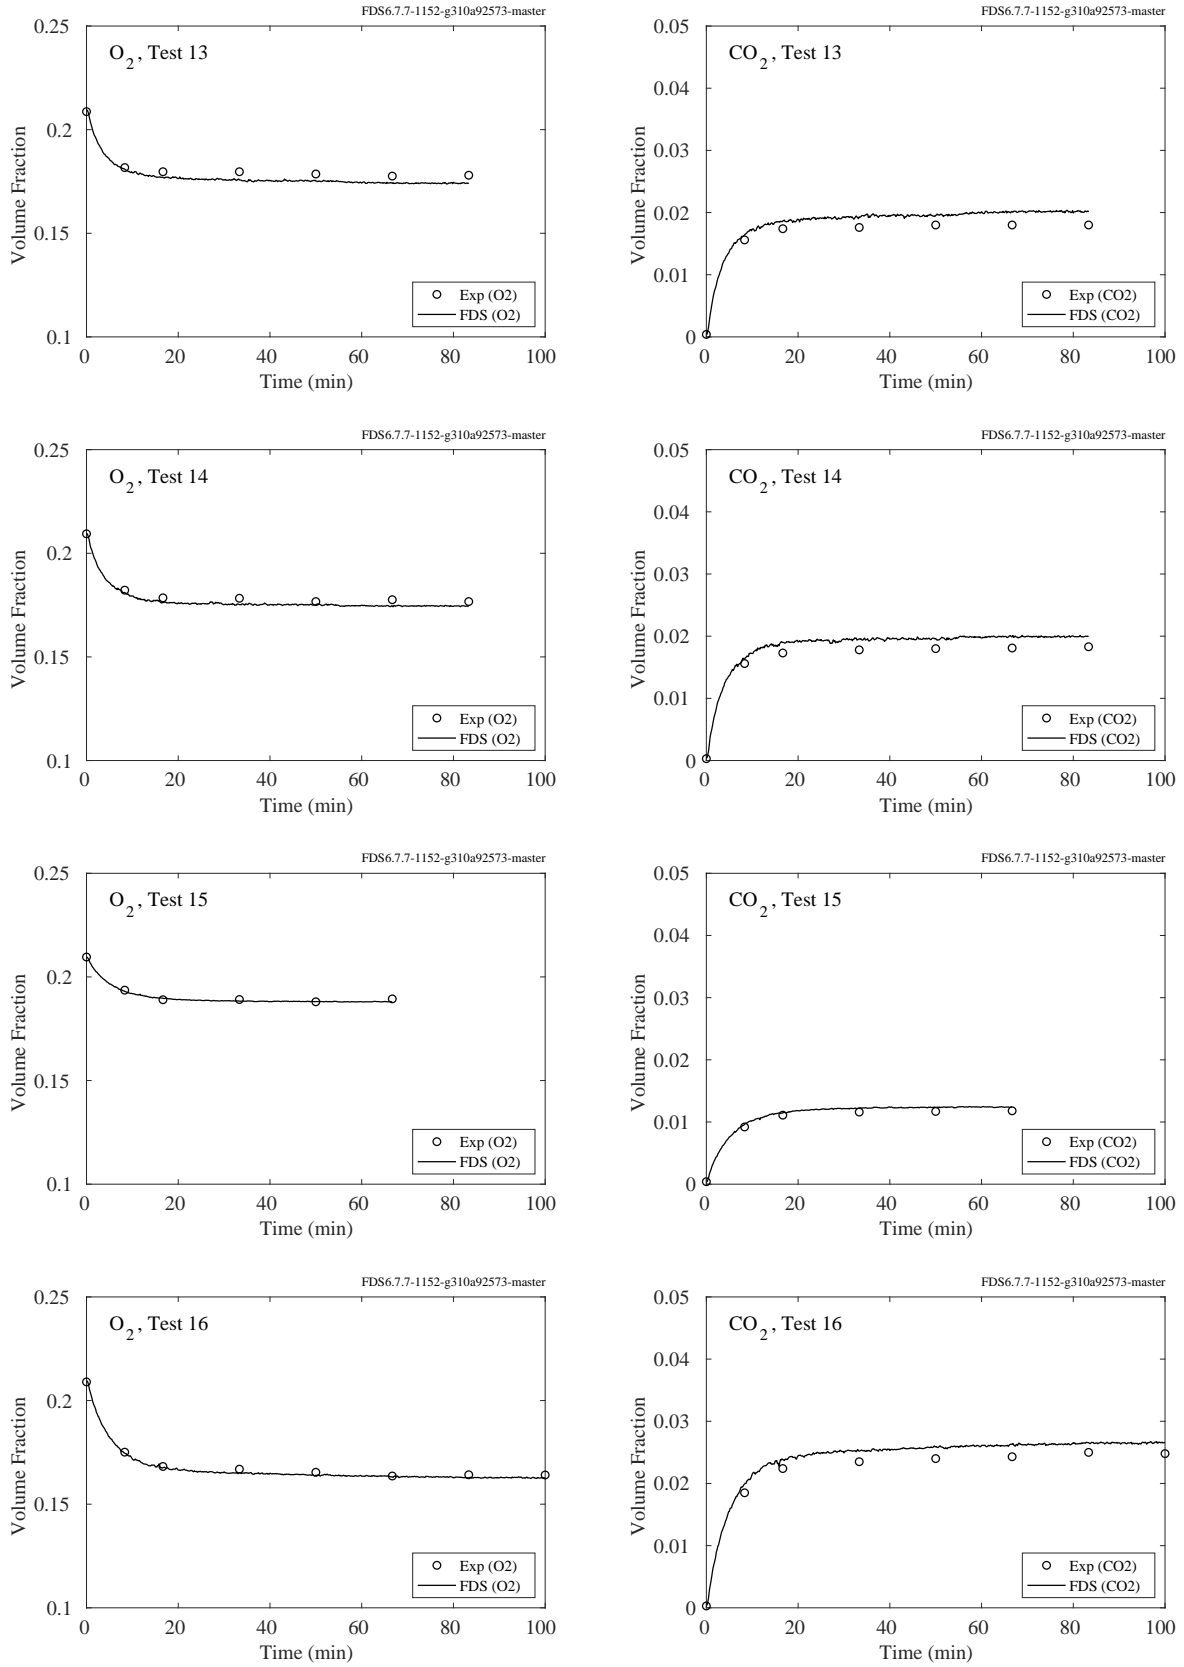 FDS6.7.7-1152-g310a92573-master
O2, Test 13
Volume Fraction
0.25
0.2
0.15
0.1
0 20 40 60 80 100
Time (min)
Exp (O2)
FDS (O2)
FDS6.7.7-1152-g310a92573-master
CO2, Test 13
Volume Fraction
0.05
0.04
0.03
0.02
0.01
0
0 20 40 60 80 100
Time (min)
Exp (CO2)
FDS (CO2)
FDS6.7.7-1152-g310a92573-master
O2, Test 14
Volume Fraction
0.25
0.2
0.15
0.1
0 20 40 60 80 100
Time (min)
Exp (O2)
FDS (O2)
FDS6.7.7-1152-g310a92573-master
CO2, Test 14
Volume Fraction
0.05
0.04
0.03
0.02
0.01
0
0 20 40 60 80 100
Time (min)
Exp (CO2)
FDS (CO2)
FDS6.7.7-1152-g310a92573-master
O2, Test 15
Volume Fraction
0.25
0.2
0.15
0.1
0 20 40 60 80 100
Time (min)
Exp (O2)
FDS (O2)
FDS6.7.7-1152-g310a92573-master
CO2, Test 15
Volume Fraction
0.05
0.04
0.03
0.02
0.01
0
0 20 40 60 80 100
Time (min)
Exp (CO2)
FDS (CO2)
FDS6.7.7-1152-g310a92573-master
O2, Test 16
Volume Fraction
0.25
0.2
0.15
0.1
0 20 40 60 80 100
Time (min)
Exp (O2)
FDS (O2)
FDS6.7.7-1152-g310a92573-master
CO2, Test 16
Volume Fraction
0.05
0.04
0.03
0.02
0.01
0
0 20 40 60 80 100
Time (min)
Exp (CO2)
FDS (CO2)